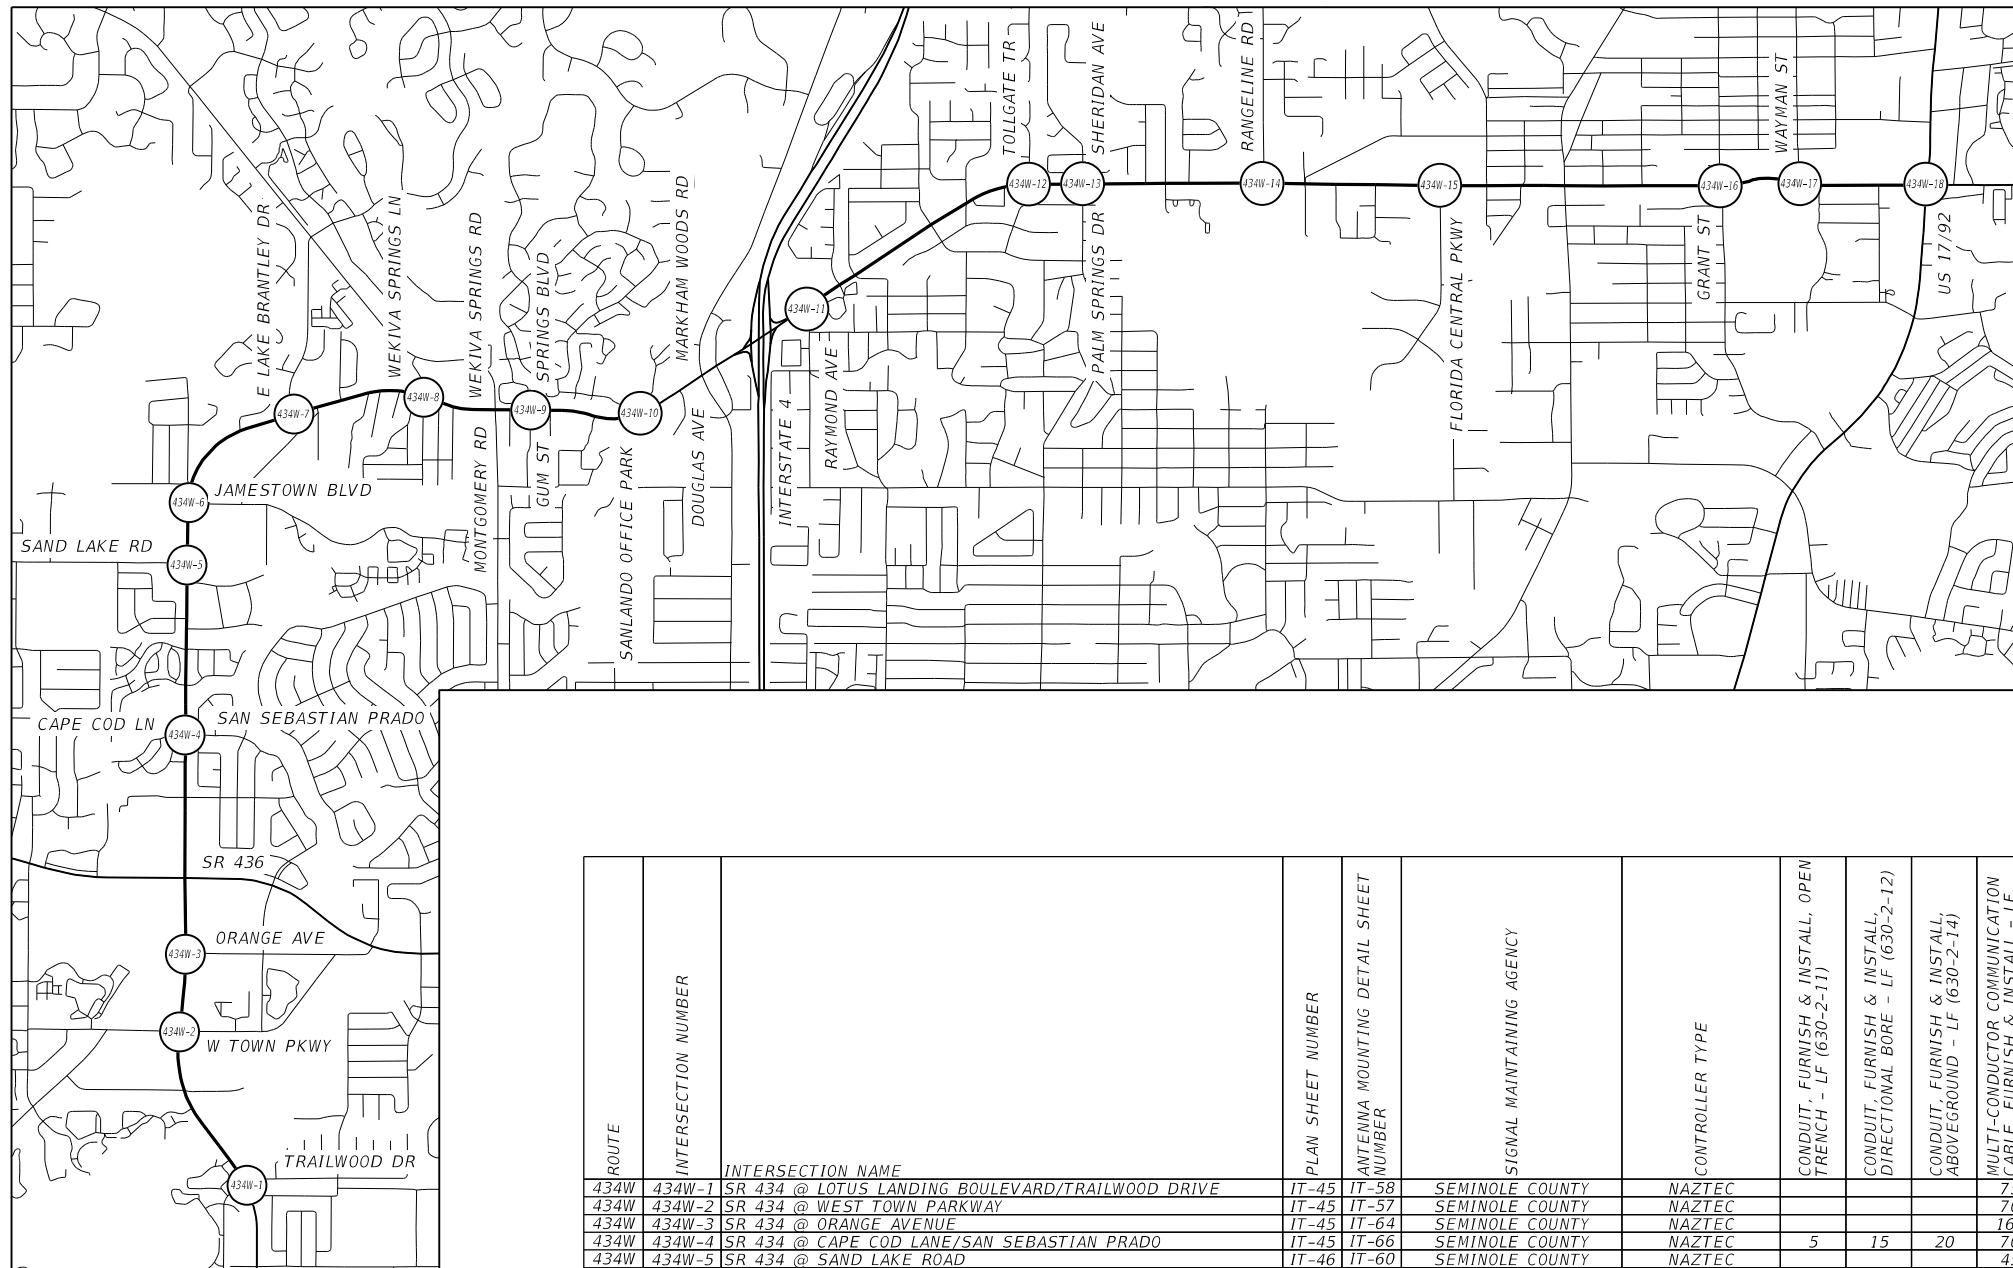 TOLLGATE TR
SHERIDAN AVE
RANGELINE RD
WAYMAN ST
434W-12
434W-13
434W-14
434W-15
434W-16
434W-17
434W-18
E LAKE BRANTLEY DR
WEKIVA SPRINGS LN
WEKIVA SPRINGS RD
SPRINGS BLVD
MARKHAM WOODS RD
PALM SPRINGS DR
FLORIDA CENTRAL PKWY
GRANT ST
US 17/92
434W-11
RAYMOND AVE
INTERSTATE 4
434W-7
434W-8
434W-9
434W-10
MONTGOMERY RD
GUM ST
SANLANDO OFFICE PARK
DOUGLAS AVE
434W-6
JAMESTOWN BLVD
SAND LAKE RD
434W-5
CAPE COD LN
434W-4
SAN SEBASTIAN PRADO
SR 436
434W-3
ORANGE AVE
434W-2
W TOWN PKWY
TRAILWOOD DR
434W-1
ROUTE
INTERSECTION NUMBER
INTERSECTION NAME
PLAN SHEET NUMBER
ANTENNA MOUNTING DETAIL SHEET
NUMBER
SIGNAL MAINTAINING AGENCY
CONTROLLER TYPE
CONDUIT, FURNISH & INSTALL, OPEN
TRENCH - LF (630-2-11)
CONDUIT, FURNISH & INSTALL,
DIRECTIONAL BORE - LF (630-2-12)
CONDUIT, FURNISH & INSTALL,
ABOVEGROUND - LF (630-2-14)
MULTI-CONDUCTOR COMMUNICATION
CABLE, FURNISH & INSTALL - LF
434W 434W-1 SR 434 @ LOTUS LANDING BOULEVARD/TRAILWOOD DRIVE IT-45 IT-58 SEMINOLE COUNTY NAZTEC
434W 434W-2 SR 434 @ WEST TOWN PARKWAY IT-45 IT-57 SEMINOLE COUNTY NAZTEC
434W 434W-3 SR 434 @ ORANGE AVENUE IT-45 IT-64 SEMINOLE COUNTY NAZTEC
434W 434W-4 SR 434 @ CAPE COD LANE/SAN SEBASTIAN PRADO IT-45 IT-66 SEMINOLE COUNTY NAZTEC 5 15 20
434W 434W-5 SR 434 @ SAND LAKE ROAD IT-46 IT-60 SEMINOLE COUNTY NAZTEC